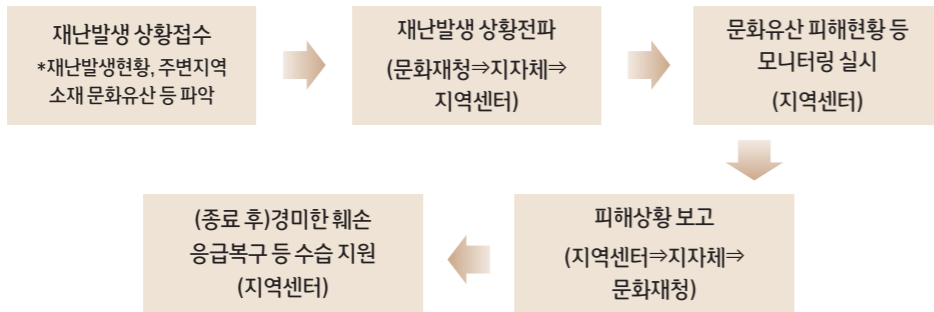 재난발생 상황접수
*재난발생현황, 주변지역
소재 문화유산 등 파악
재난발생 상황전파
(문화재청⇒지자체⇒
지역센터)
문화유산 피해현황 등
모니터링 실시
(지역센터)
피해상황 보고
(지역센터⇒지자체⇒
문화재청)
(종료 후)경미한 훼손
응급복구 등 수습 지원
(지역센터)